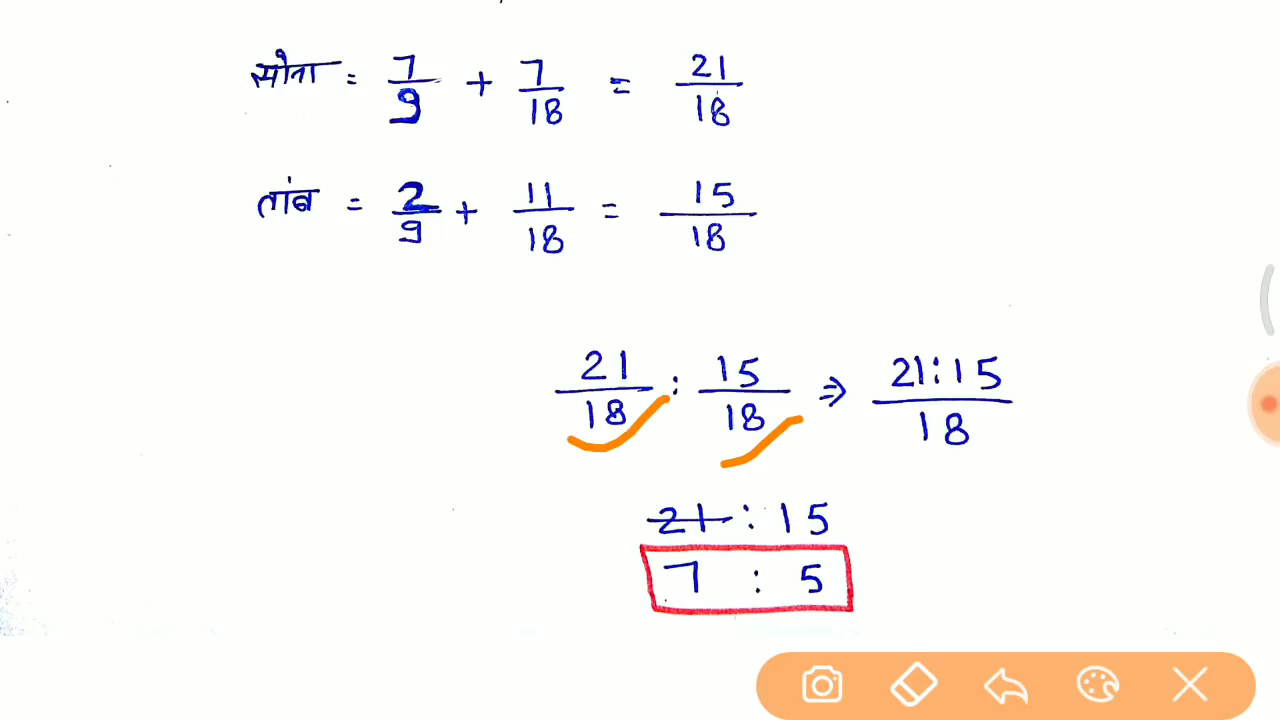 सोना = 7/9 + 7/18 = 21/18
तांब = 2/9 + 11/18 = 15/18
21/18 : 15/18 ⇒ 21:15/18
21 : 15
7 : 5